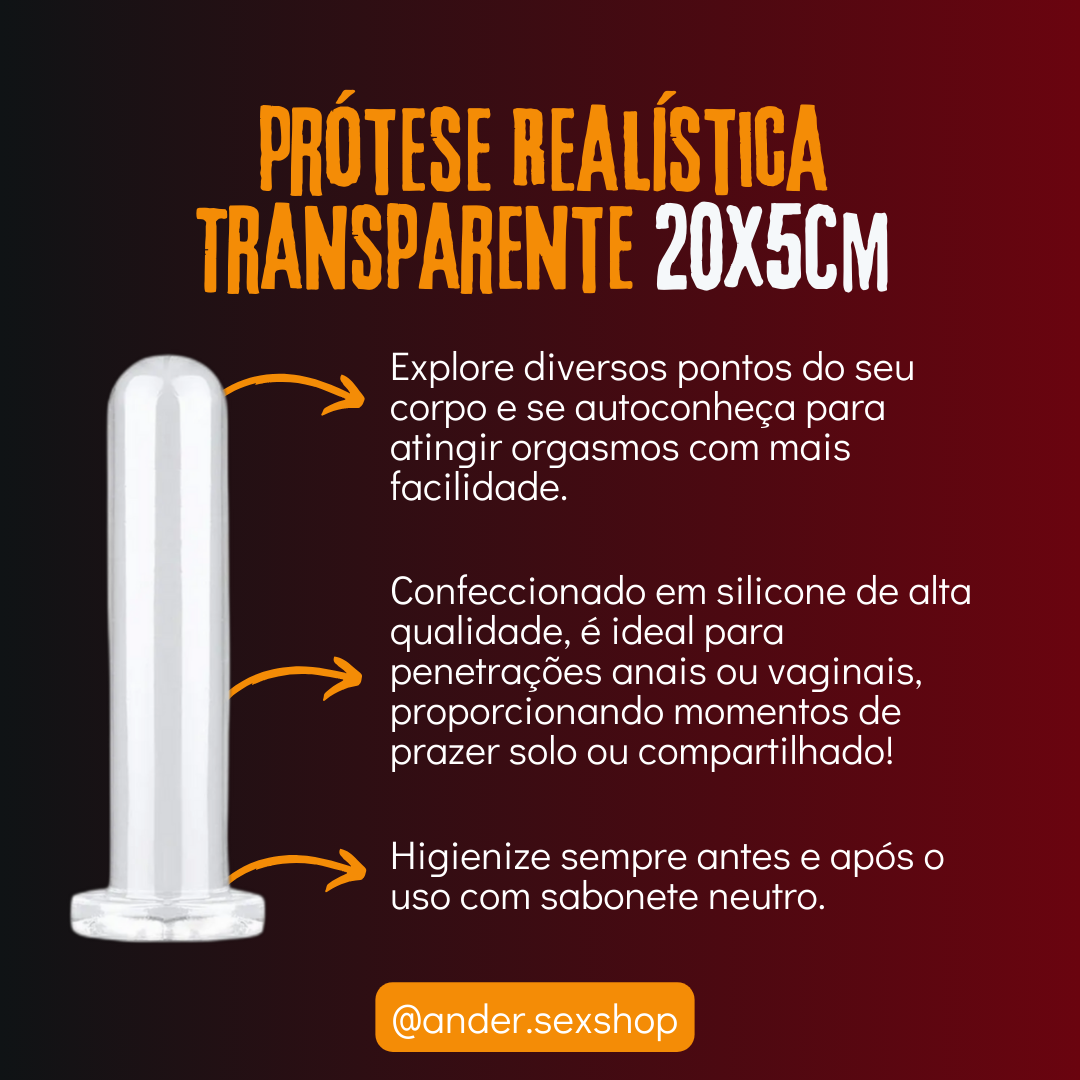 PRÓTESE REALÍSTICA
TRANSPARENTE 20X5CM
Explore diversos pontos do seu
corpo e se autoconheça para
atingir orgasmos com mais
facilidade.
Confeccionado em silicone de alta
qualidade, é ideal para
penetrações anais ou vaginais,
proporcionando momentos de
prazer solo ou compartilhado!
Higienize sempre antes e após o
uso com sabonete neutro.
@ander.sexshop